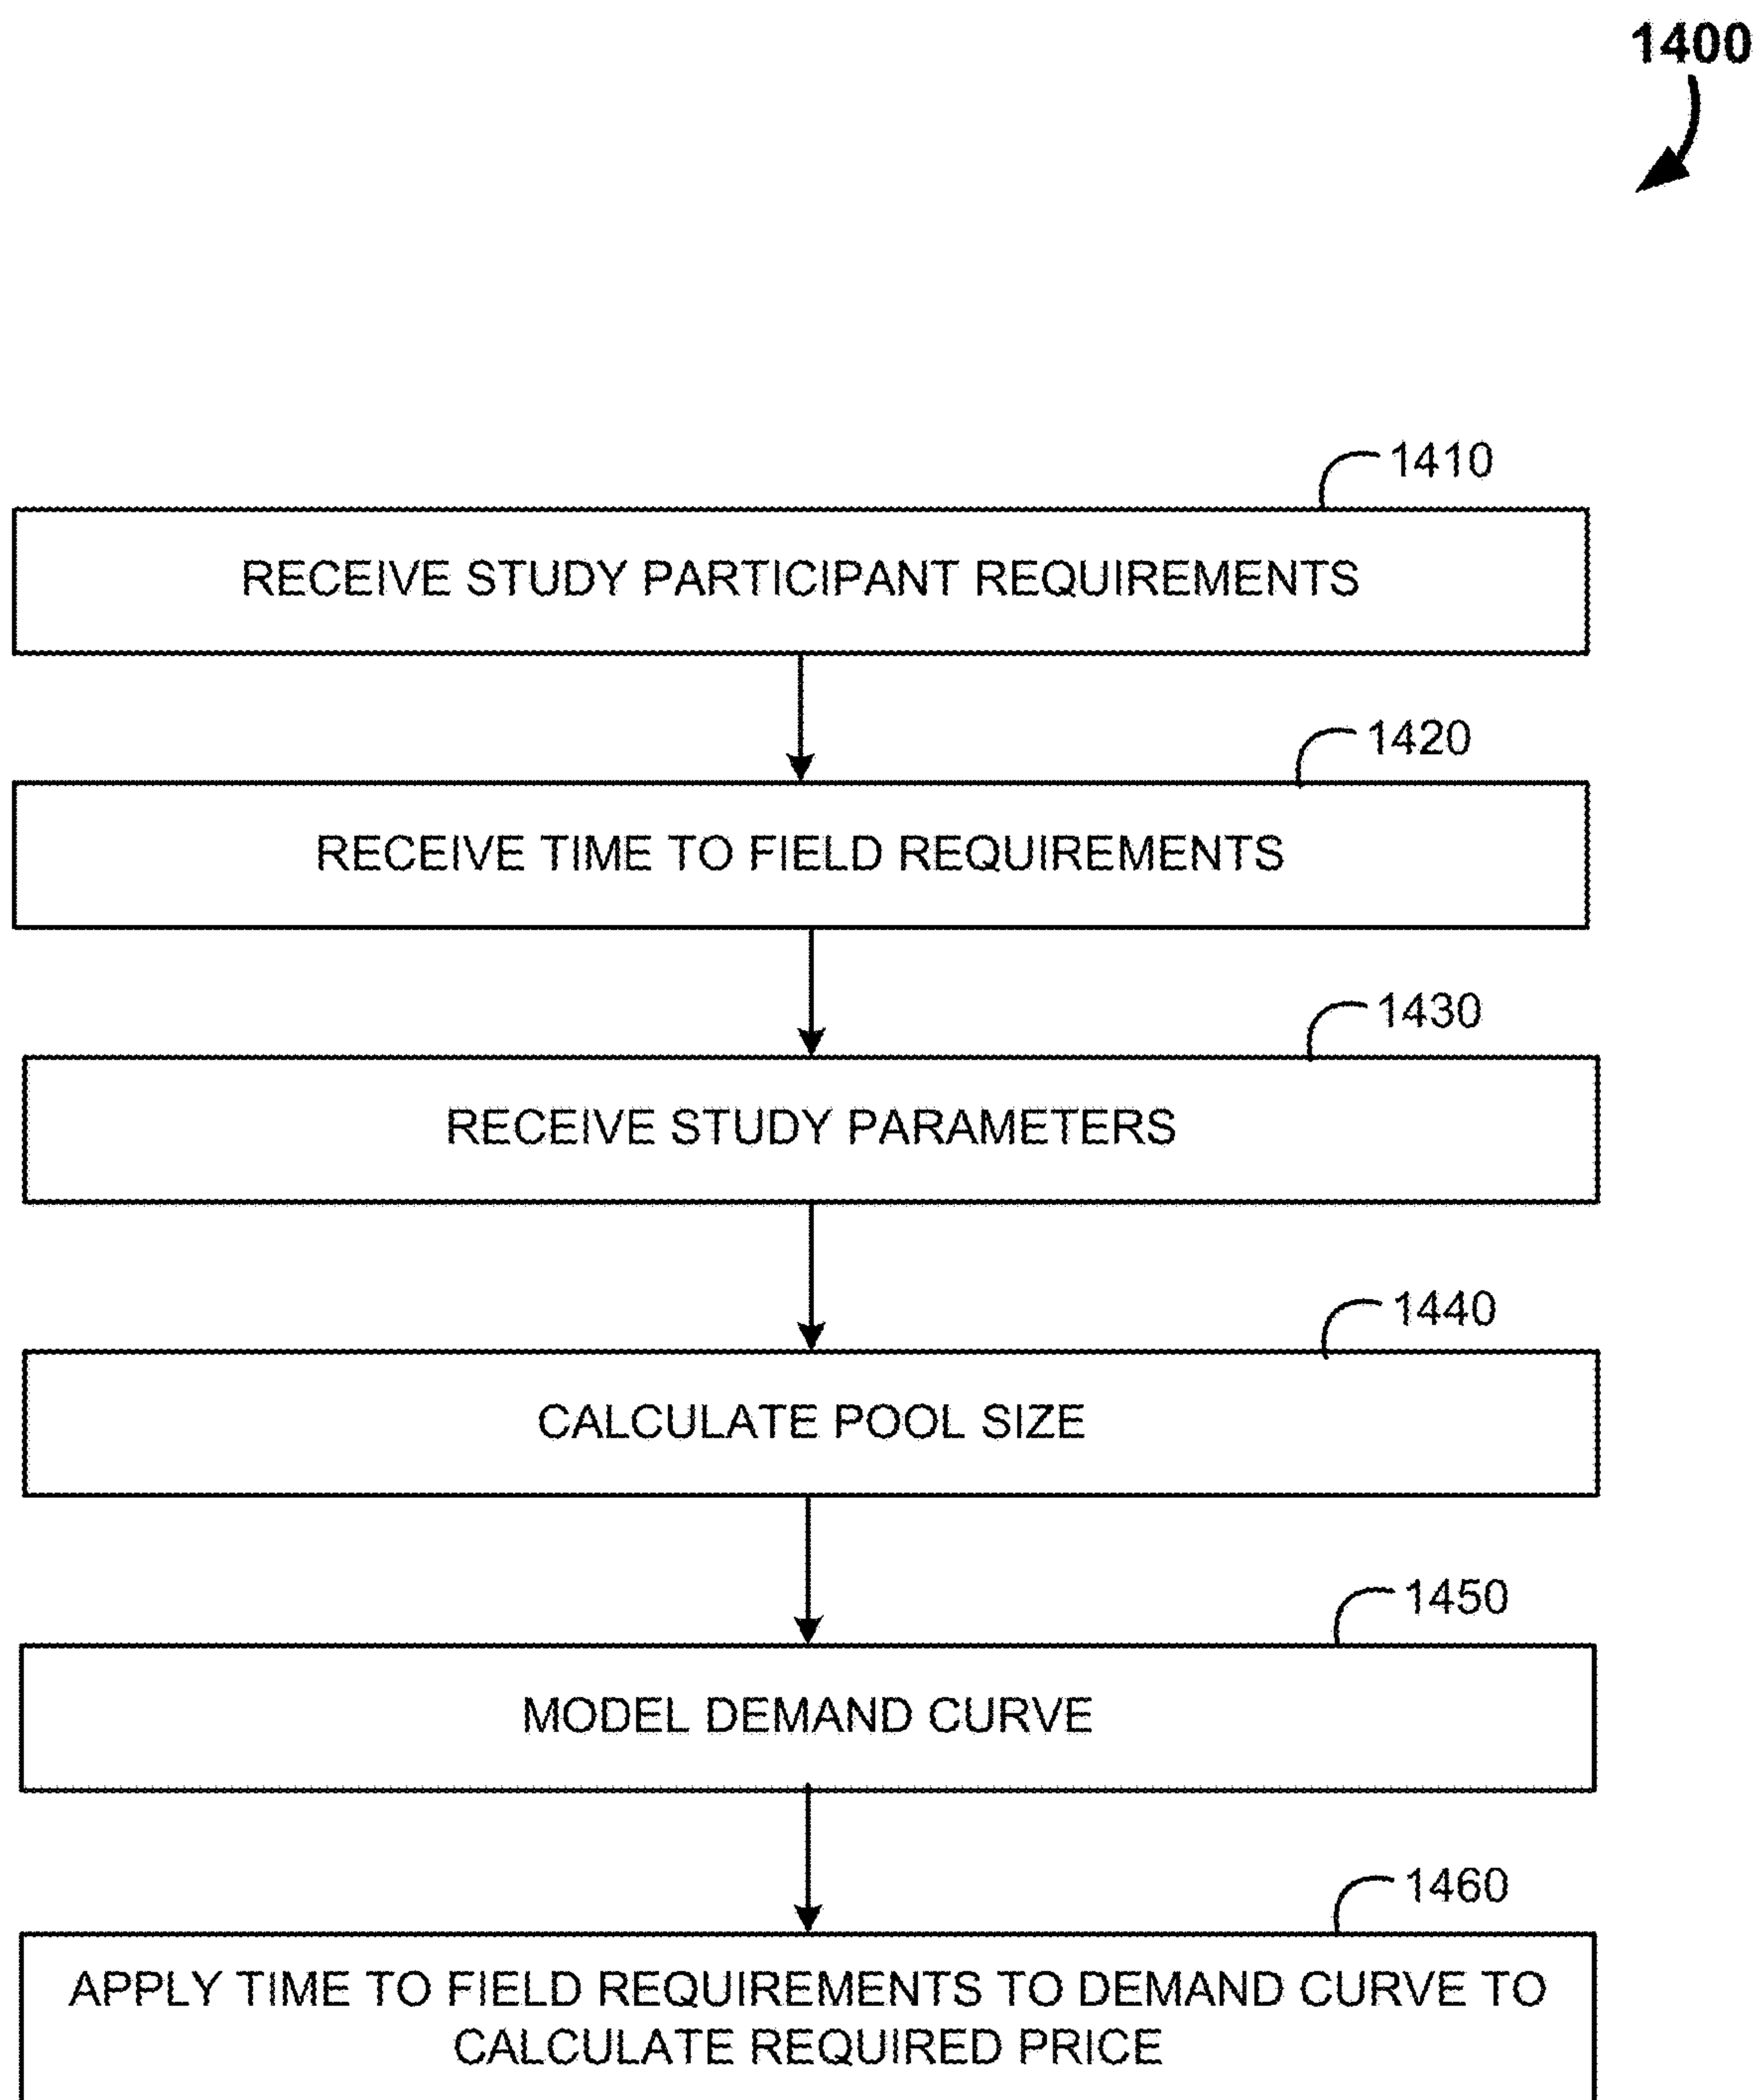 1400
1410
RECEIVE STUDY PARTICIPANT REQUIREMENTS
1420
RECEIVE TIME TO FIELD REQUIREMENTS
1430
RECEIVE STUDY PARAMETERS
1440
CALCULATE POOL SIZE
1450
MODEL DEMAND CURVE
1460
APPLY TIME TO FIELD REQUIREMENTS TO DEMAND CURVE TO
CALCULATE REQUIRED PRICE